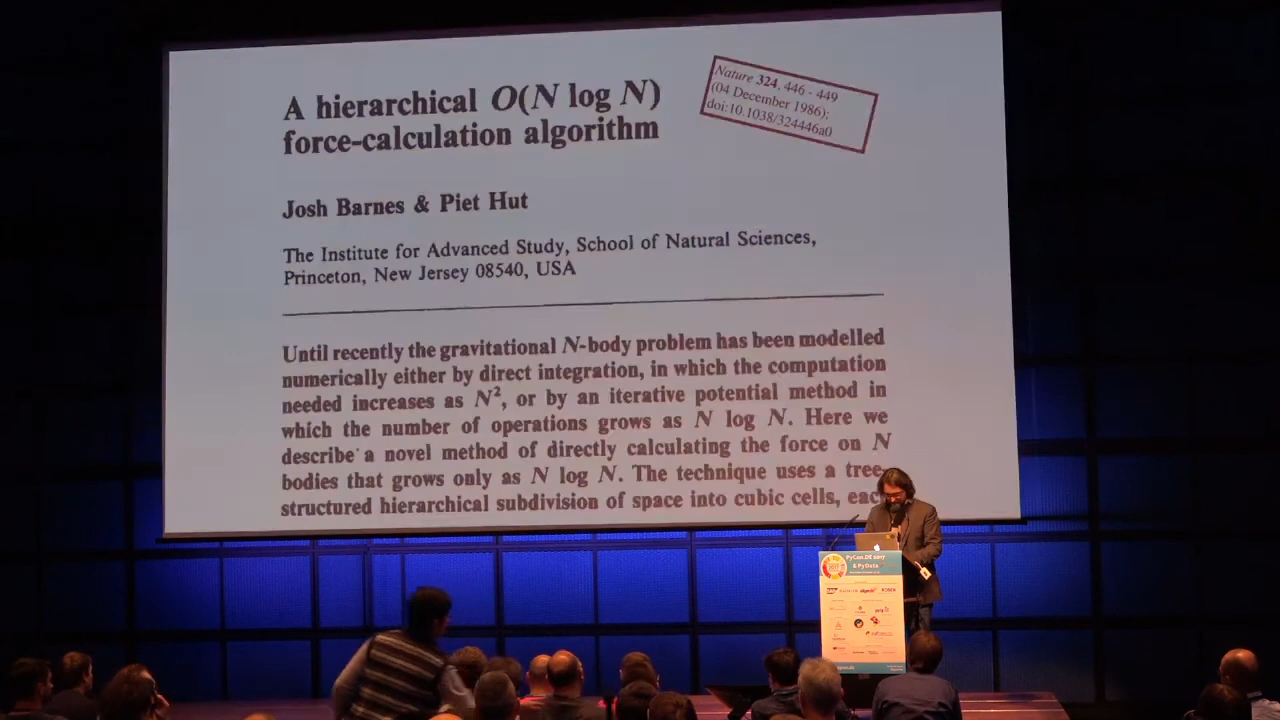 A hierarchical O(N log N)
force-calculation algorithm
Nature 324, 446 - 449
(04 December 1986);
doi:10.1038/324446a0
Josh Barnes & Piet Hut
The Institute for Advanced Study, School of Natural Sciences,
Princeton, New Jersey 08540, USA
Until recently the gravitational N-body problem has been modelled
numerically either by direct integration, in which the computation
needed increases as N², or by an iterative potential method in
which the number of operations grows as N log N. Here we
describe a novel method of directly calculating the force on N
bodies that grows only as N log N. The technique uses a tree-
structured hierarchical subdivision of space into cubic cells, eac
PyCon.DE 2017
& PyData